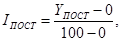 I_ПОСТ = (Y_ПОСТ − 0) / (100 − 0),